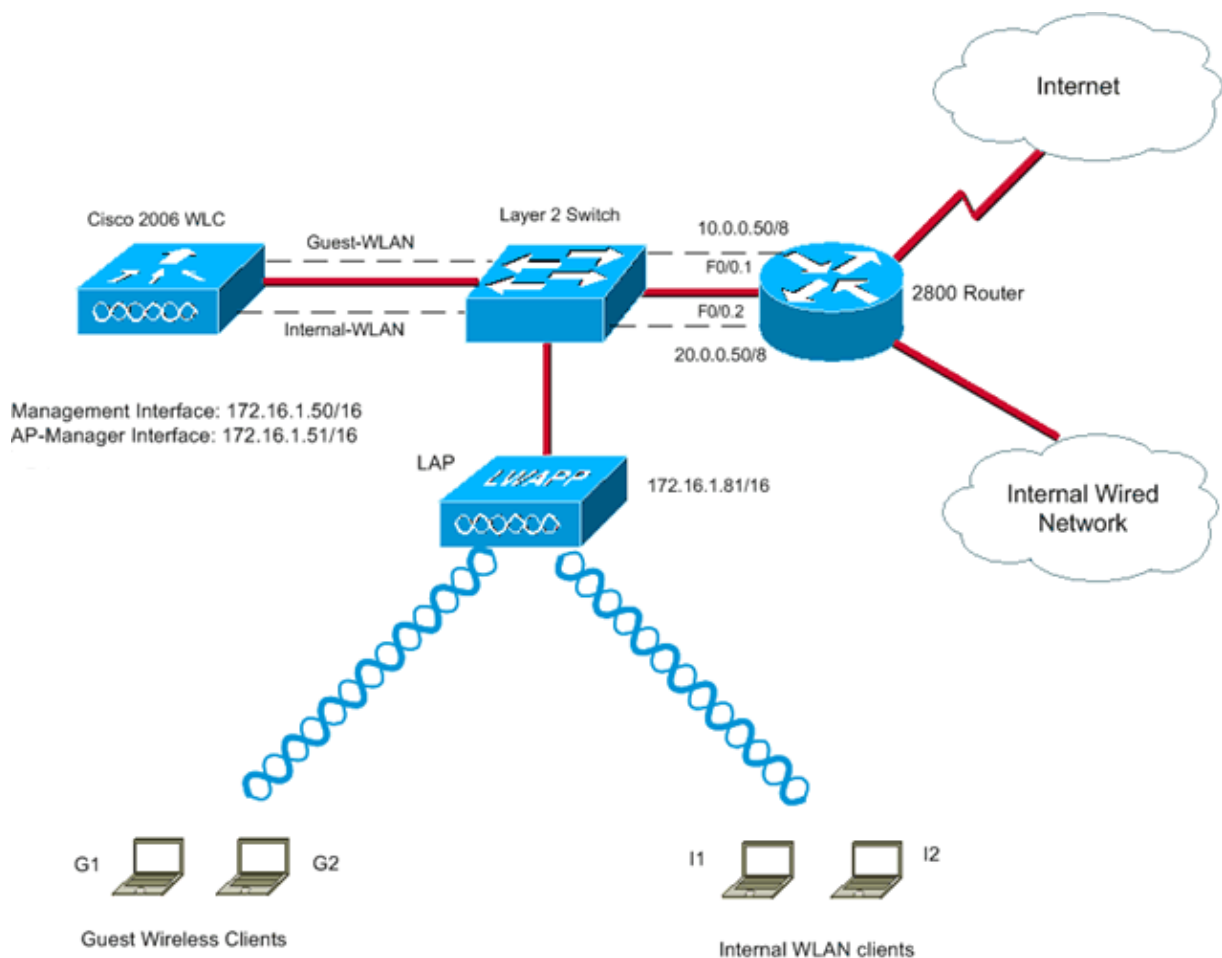 Internet
Cisco 2006 WLC
Layer 2 Switch
Guest-WLAN
10.0.0.50/8
F0/0.1
2800 Router
Internal-WLAN
F0/0.2
20.0.0.50/8
Management Interface: 172.16.1.50/16
AP-Manager Interface: 172.16.1.51/16
LAP
LWAPP
172.16.1.81/16
Internal Wired
Network
G1
G2
I1
I2
Guest Wireless Clients
Internal WLAN clients